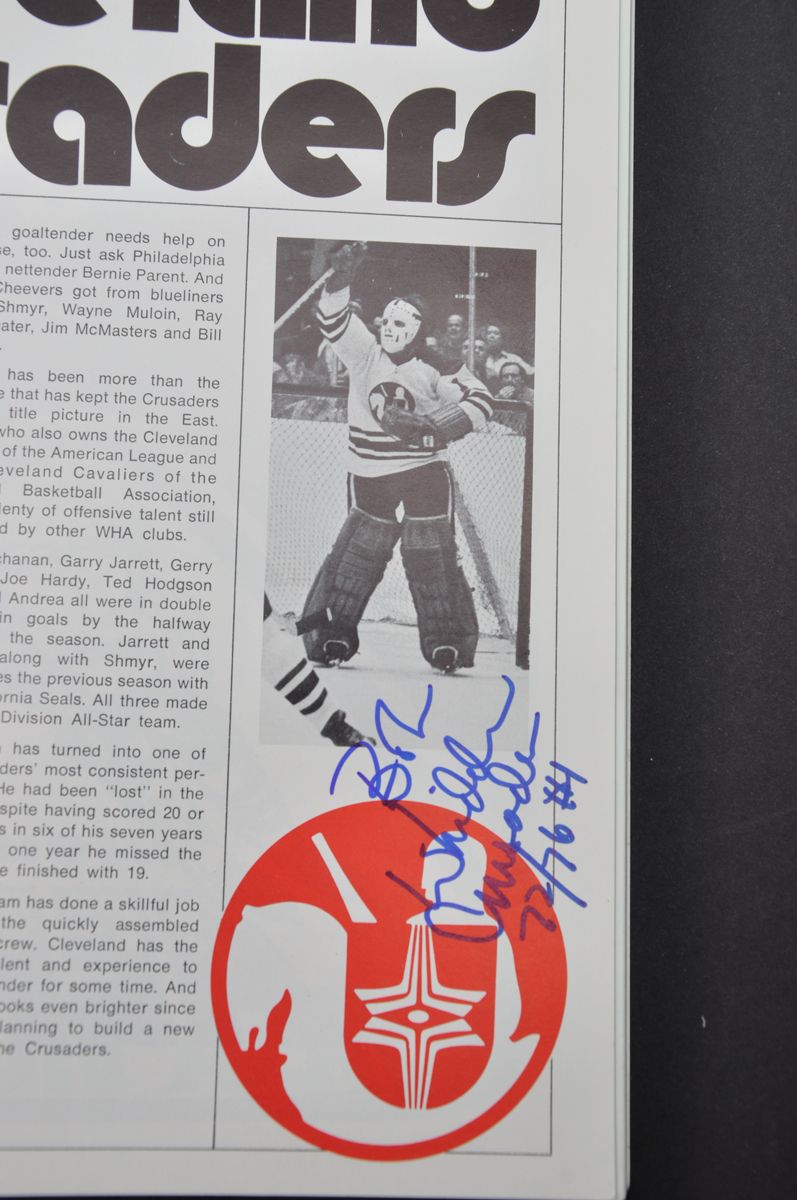 aders
goaltender needs help on
se, too. Just ask Philadelphia
nettender Bernie Parent. And
Cheevers got from blueliners
Shmyr, Wayne Muloin, Ray
ater, Jim McMasters and Bill
has been more than the
e that has kept the Crusaders
title picture in the East.
who also owns the Cleveland
of the American League and
eveland Cavaliers of the
Basketball Association,
lenty of offensive talent still
d by other WHA clubs.
chanan, Garry Jarrett, Gerry
Joe Hardy, Ted Hodgson
Andrea all were in double
in goals by the halfway
the season. Jarrett and
along with Shmyr, were
es the previous season with
ornia Seals. All three made
Division All-Star team.
has turned into one of
ders' most consistent per-
He had been "lost" in the
spite having scored 20 or
s in six of his seven years
one year he missed the
e finished with 19.
am has done a skillful job
the quickly assembled
crew. Cleveland has the
lent and experience to
nder for some time. And
ooks even brighter since
lanning to build a new
he Crusaders.
Bob
Whidden
Crusader
72/76 #1